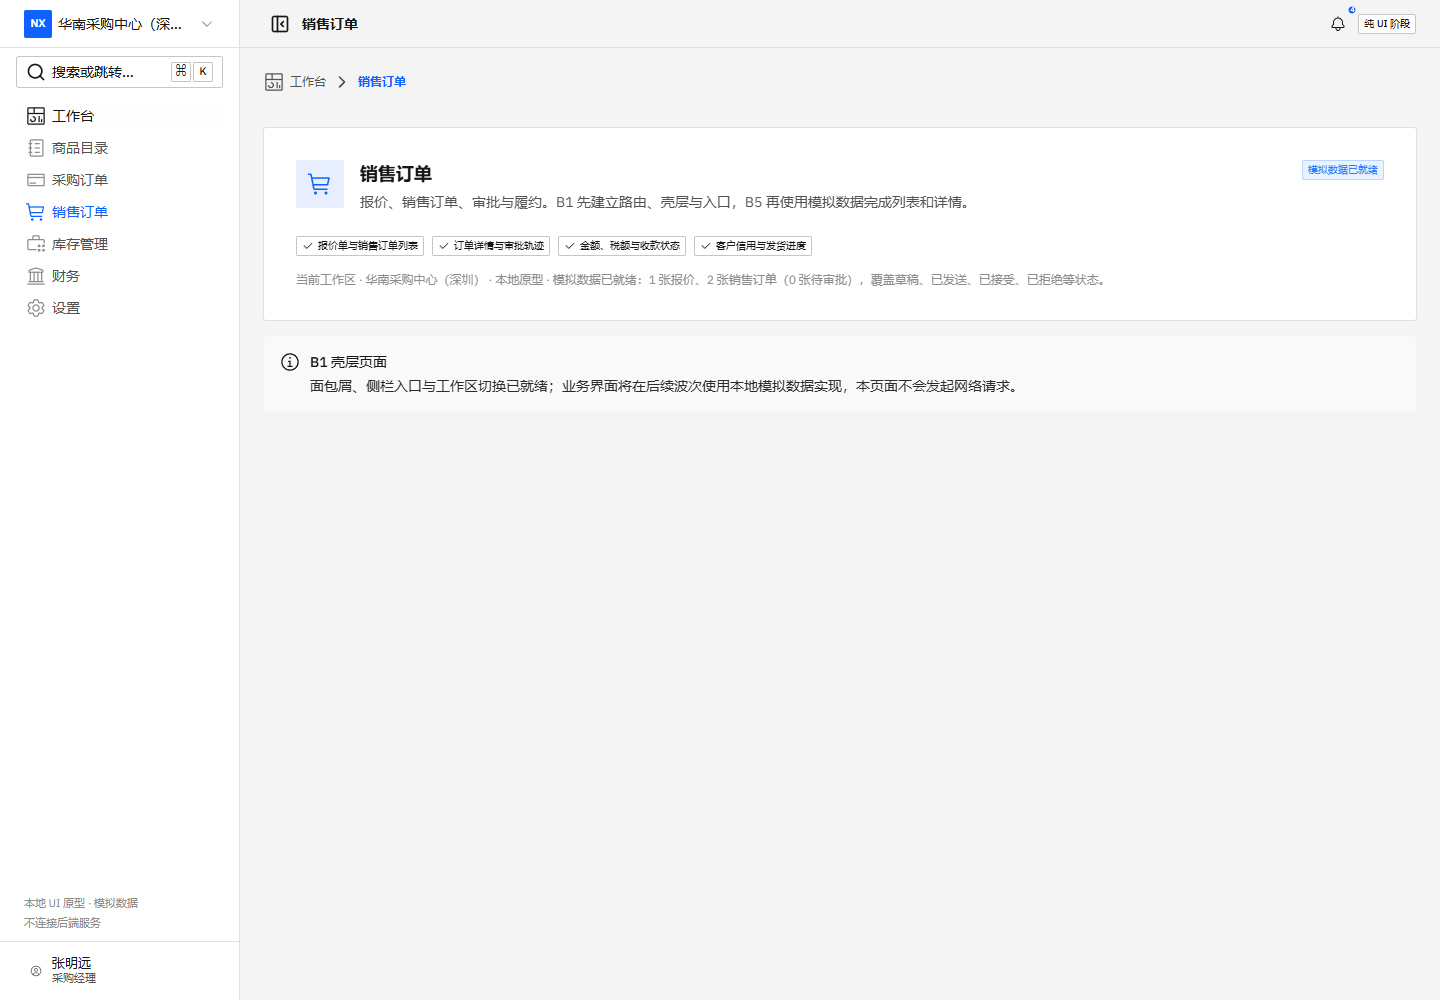 NX 华南采购中心（深...
销售订单
4
纯 UI 阶段
搜索或跳转... ⌘ K
工作台
商品目录
采购订单
销售订单
库存管理
财务
设置
本地 UI 原型 · 模拟数据
不连接后端服务
张明远
采购经理
工作台 销售订单
销售订单
模拟数据已就绪
报价、销售订单、审批与履约。B1 先建立路由、壳层与入口，B5 再使用模拟数据完成列表和详情。
报价单与销售订单列表 订单详情与审批轨迹 金额、税额与收款状态 客户信用与发货进度
当前工作区 · 华南采购中心（深圳） · 本地原型 · 模拟数据已就绪：1 张报价、2 张销售订单（0 张待审批），覆盖草稿、已发送、已接受、已拒绝等状态。
B1 壳层页面
面包屑、侧栏入口与工作区切换已就绪；业务界面将在后续波次使用本地模拟数据实现，本页面不会发起网络请求。